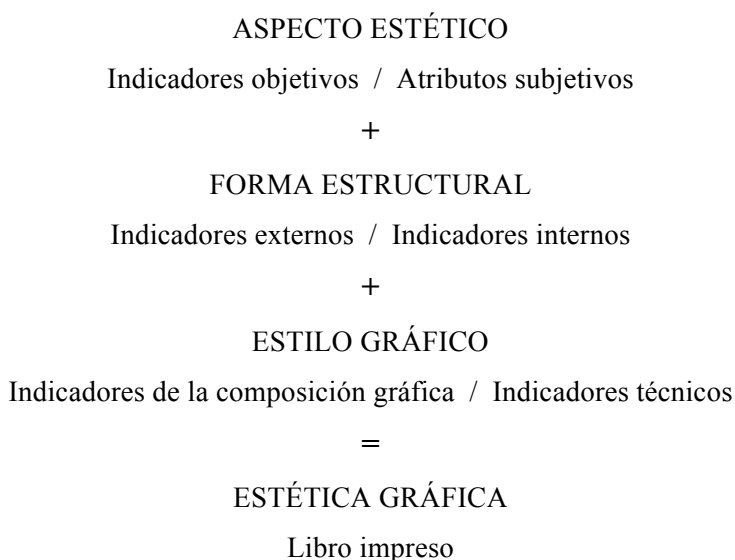 ASPECTO ESTÉTICO
Indicadores objetivos / Atributos subjetivos
+
FORMA ESTRUCTURAL
Indicadores externos / Indicadores internos
+
ESTILO GRÁFICO
Indicadores de la composición gráfica / Indicadores técnicos
=
ESTÉTICA GRÁFICA
Libro impreso